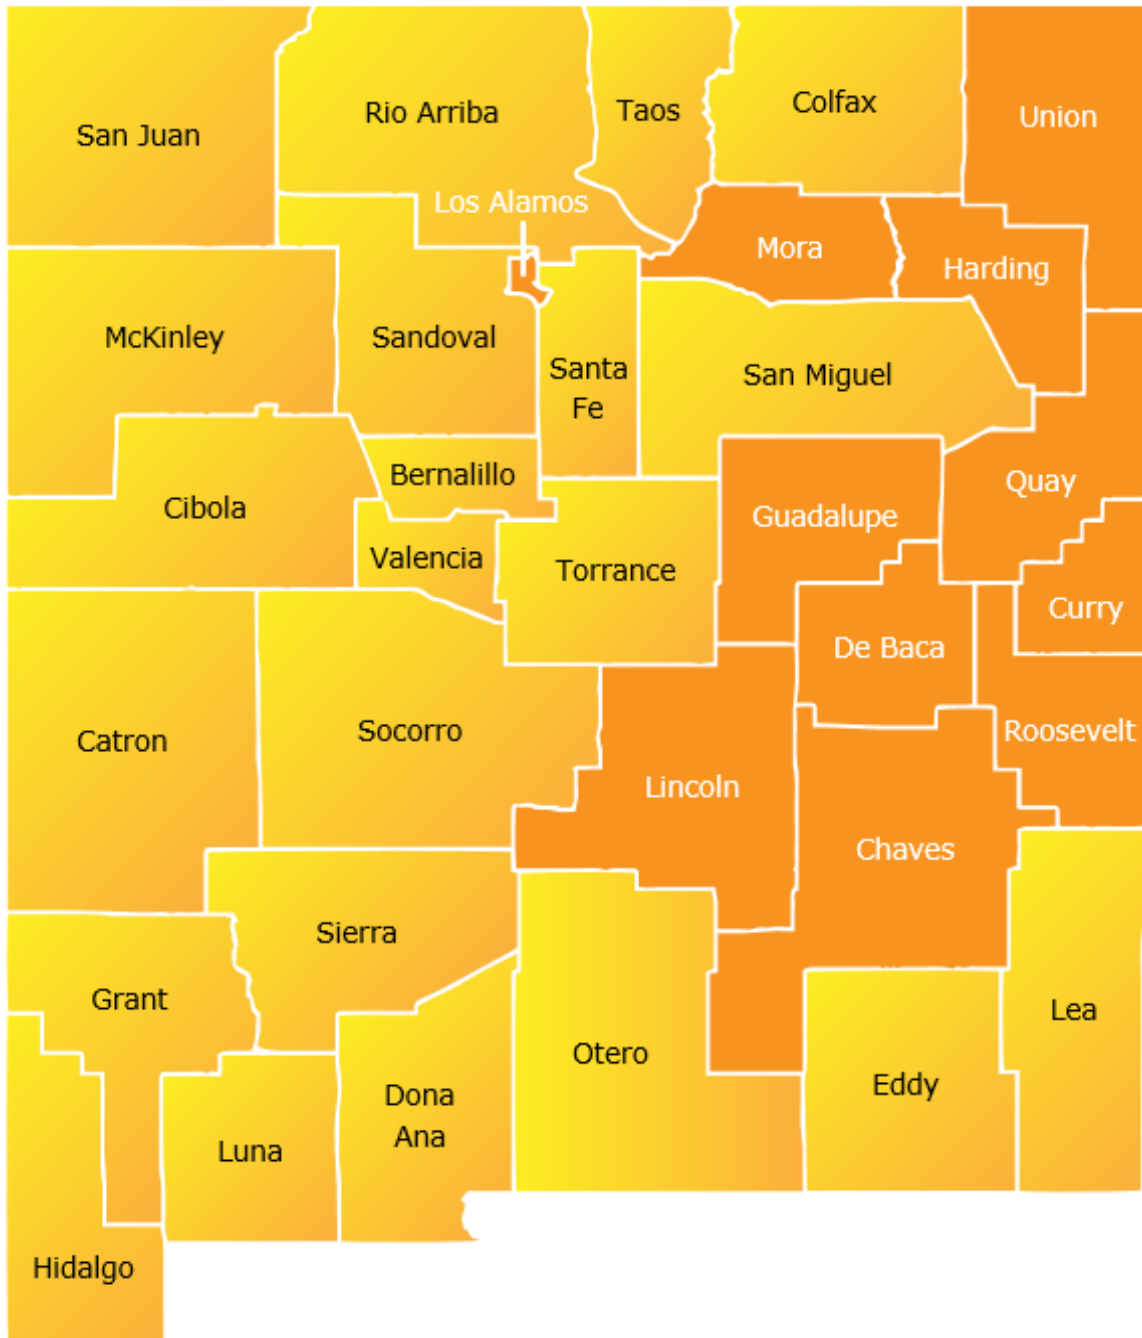 Rio Arriba
Taos
Colfax
Union
San Juan
Los Alamos
Mora
Harding
McKinley
Sandoval
Santa
Fe
San Miguel
Bernalillo
Quay
Cibola
Guadalupe
Valencia
Torrance
Curry
De Baca
Catron
Socorro
Roosevelt
Lincoln
Chaves
Sierra
Grant
Lea
Otero
Eddy
Dona
Ana
Luna
Hidalgo